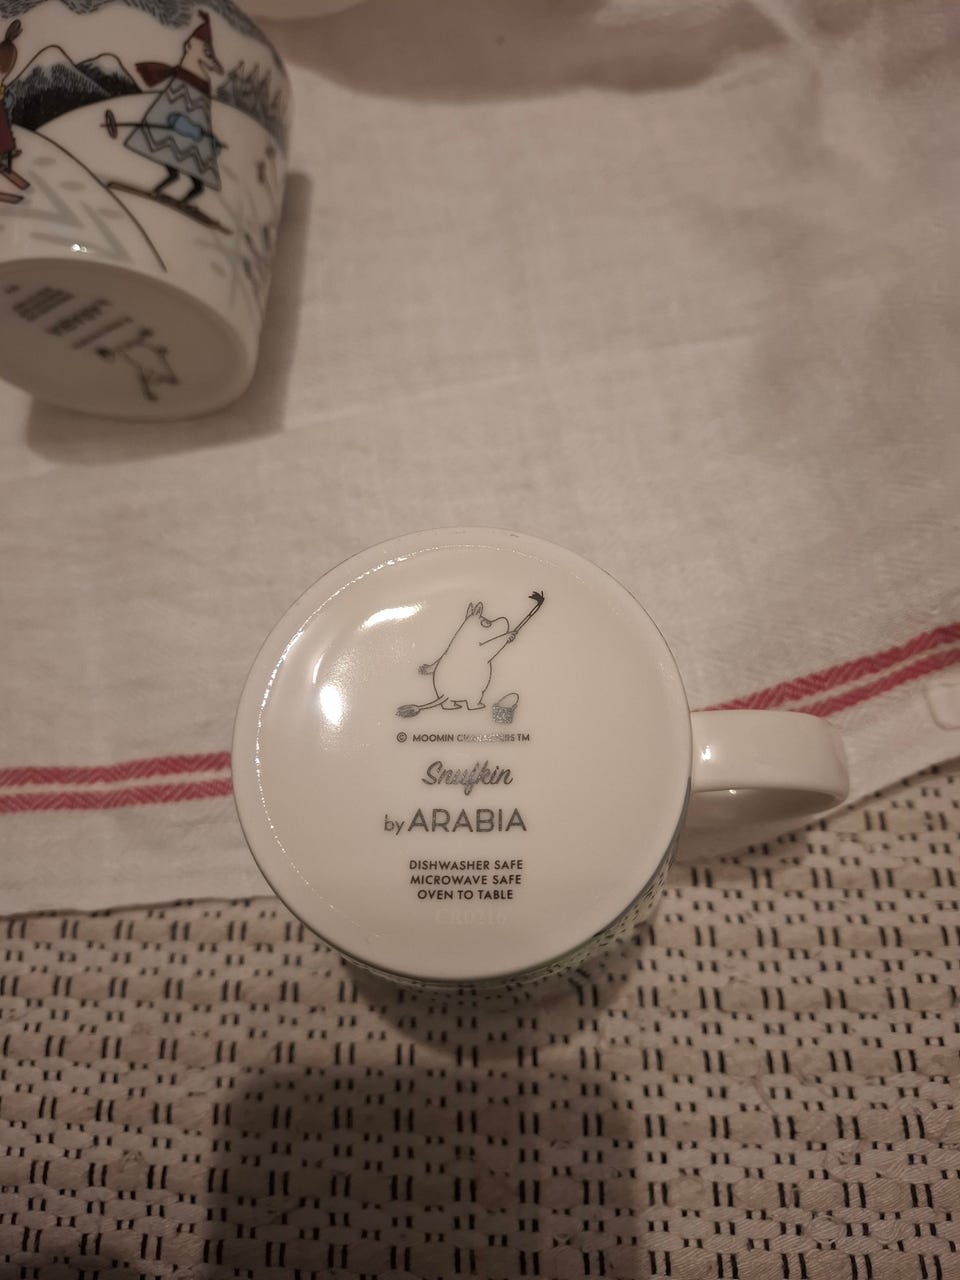 © MOOMIN CHARACTERS TM
Snufkin
by ARABIA
DISHWASHER SAFE
MICROWAVE SAFE
OVEN TO TABLE